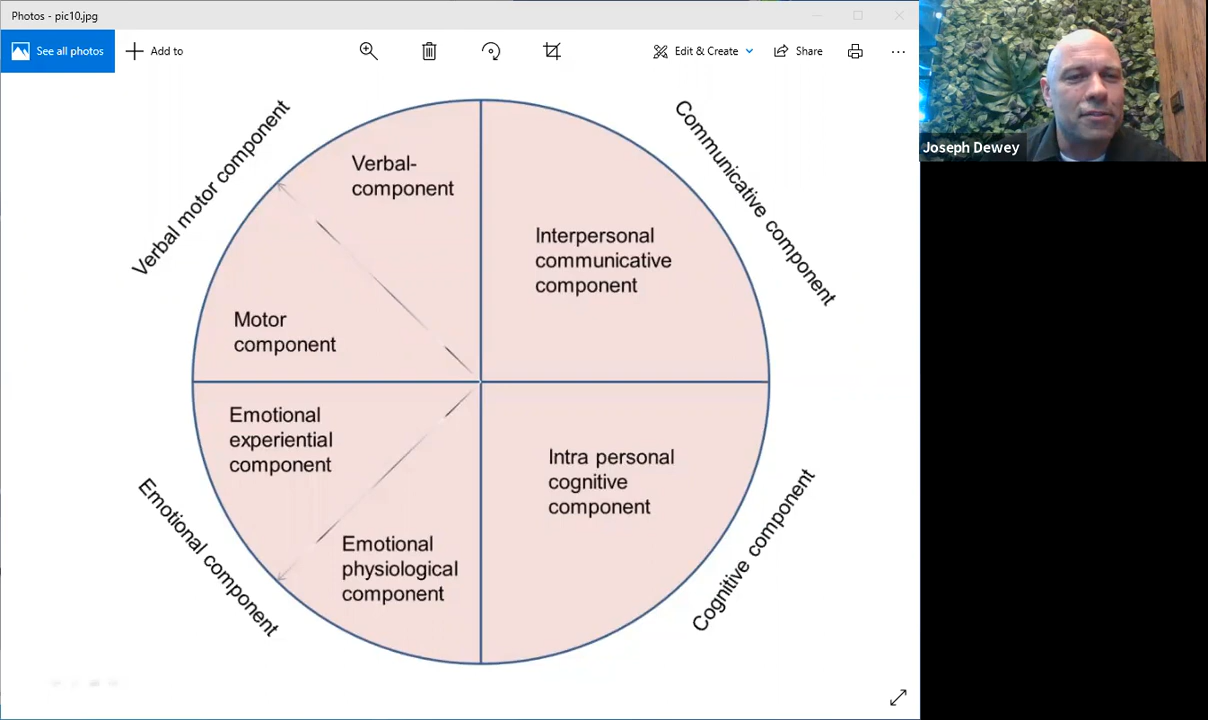 Photos - pic10.jpg
See all photos
Add to
Edit & Create
Share
Joseph Dewey
Verbal motor component
Communicative component
Verbal-
component
Interpersonal
communicative
component
Motor
component
Emotional
experiential
component
Intra personal
cognitive
component
Emotional
physiological
component
Emotional component
Cognitive component